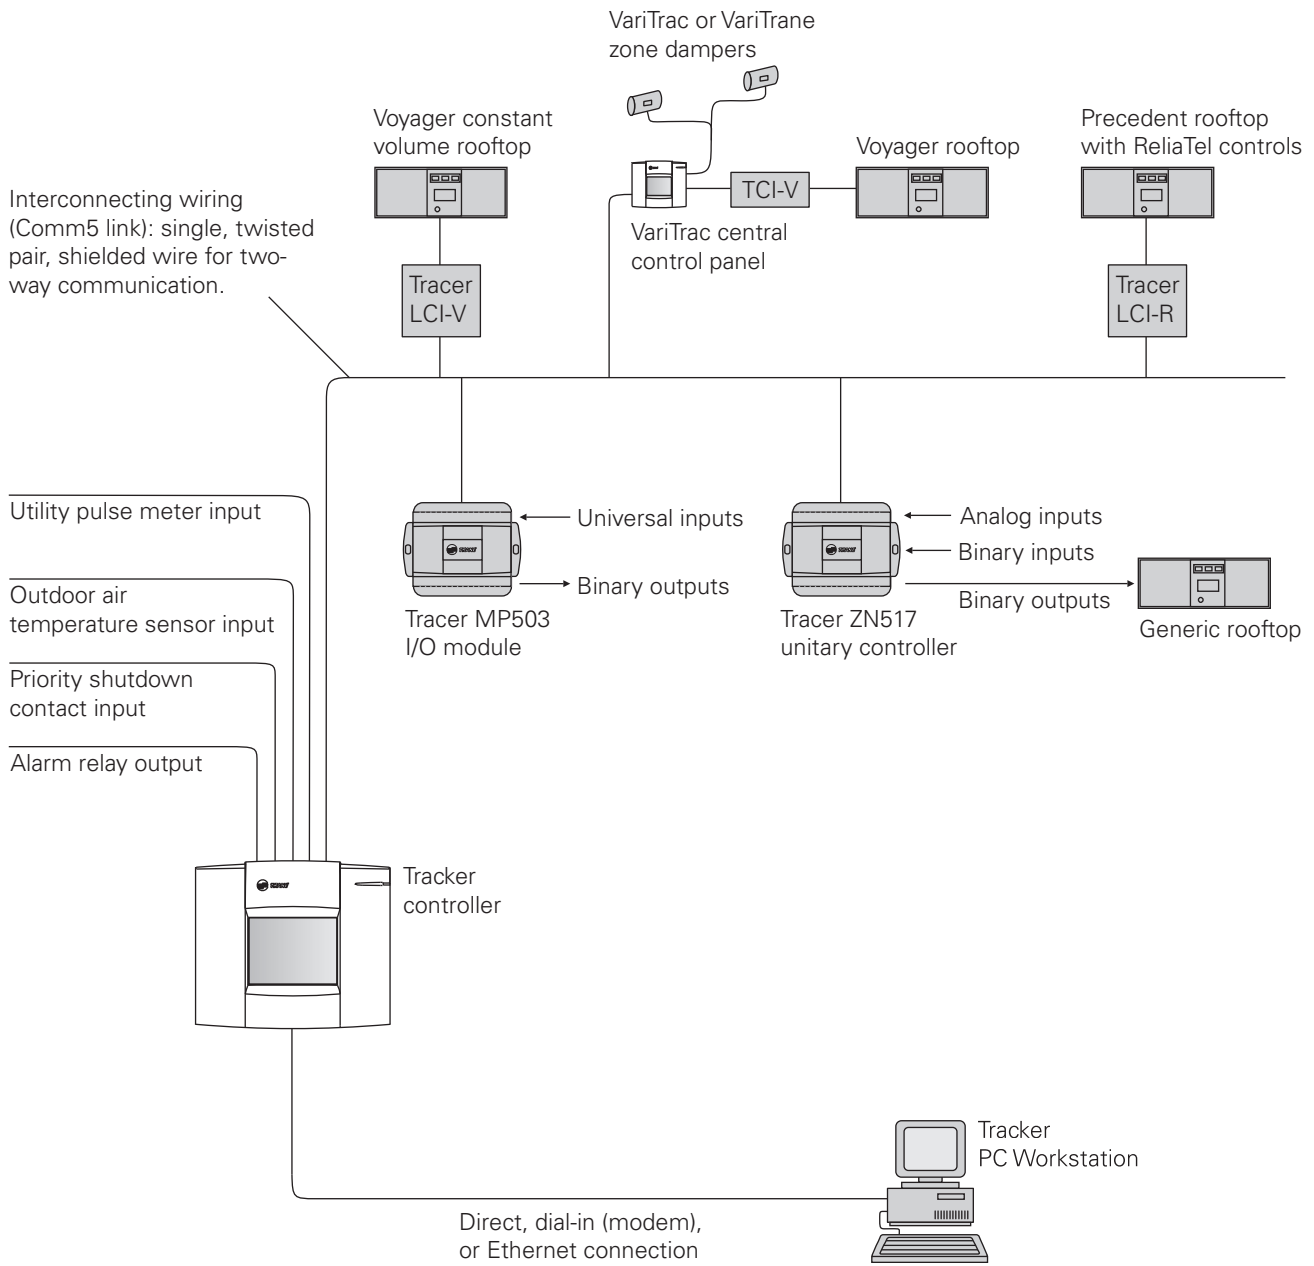 VariTrac or VariTrane
zone dampers
Voyager constant
volume rooftop
Voyager rooftop
Precedent rooftop
with ReliaTel controls
Interconnecting wiring
(Comm5 link): single, twisted
pair, shielded wire for two-
way communication.
TCI-V
VariTrac central
control panel
Tracer
LCI-V
Tracer
LCI-R
Utility pulse meter input
Universal inputs
Binary outputs
Tracer MP503
I/O module
Analog inputs
Binary inputs
Binary outputs
Tracer ZN517
unitary controller
Generic rooftop
Outdoor air
temperature sensor input
Priority shutdown
contact input
Alarm relay output
Tracker
controller
Tracker
PC Workstation
Direct, dial-in (modem),
or Ethernet connection